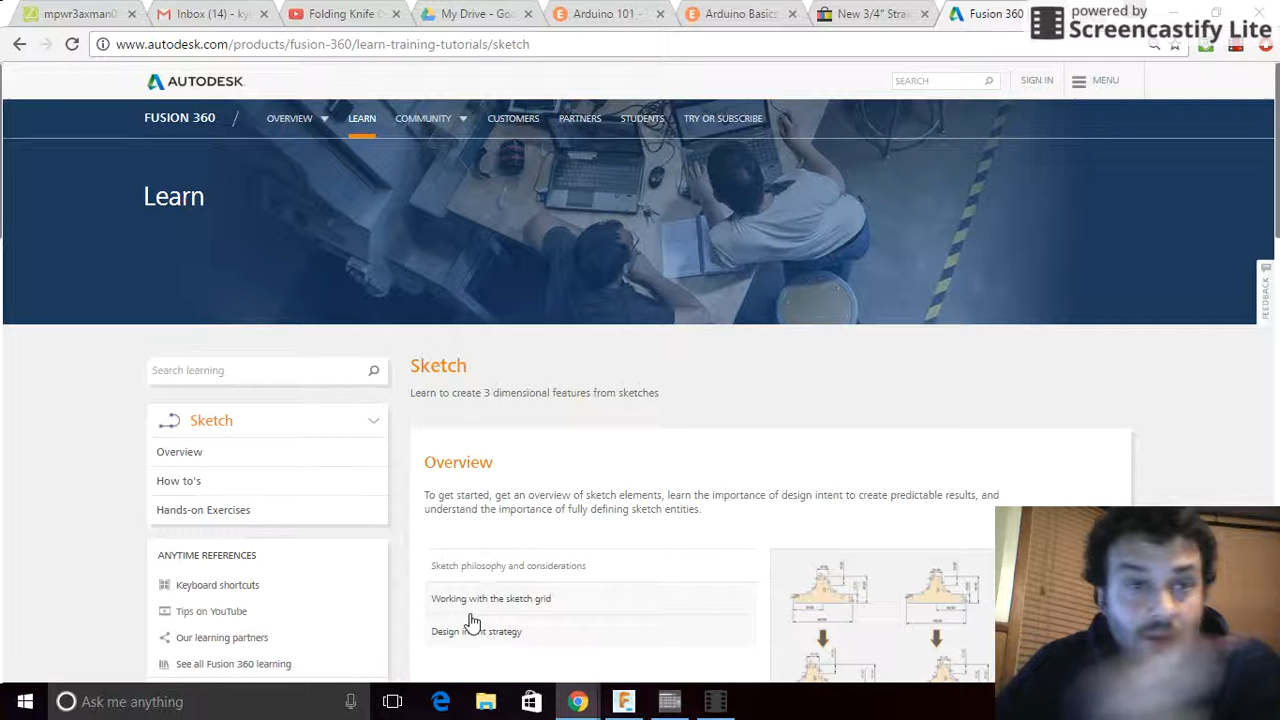 powered by
Screencastify Lite
mpwr3axman0
Inbox (40) - ky
Folding Knife
My Drive - G
Arduino 101 -
Arduino Basic
New 3/4" Strai
Fusion 360
www.autodesk.com/products/fusion-360/learn-training-tutorials/sketch
AUTODESK
SEARCH
SIGN IN
MENU
FUSION 360 /
OVERVIEW
LEARN
COMMUNITY
CUSTOMERS
PARTNERS
STUDENTS
TRY OR SUBSCRIBE
Learn
FEEDBACK
Search learning
Sketch
Overview
How to's
Hands-on Exercises
ANYTIME REFERENCES
Keyboard shortcuts
Tips on YouTube
Our learning partners
See all Fusion 360 learning
Sketch
Learn to create 3 dimensional features from sketches
Overview
To get started, get an overview of sketch elements, learn the importance of design intent to create predictable results, and
understand the importance of fully defining sketch entities.
Sketch philosophy and considerations
Working with the sketch grid
Design intent strategy
Ask me anything